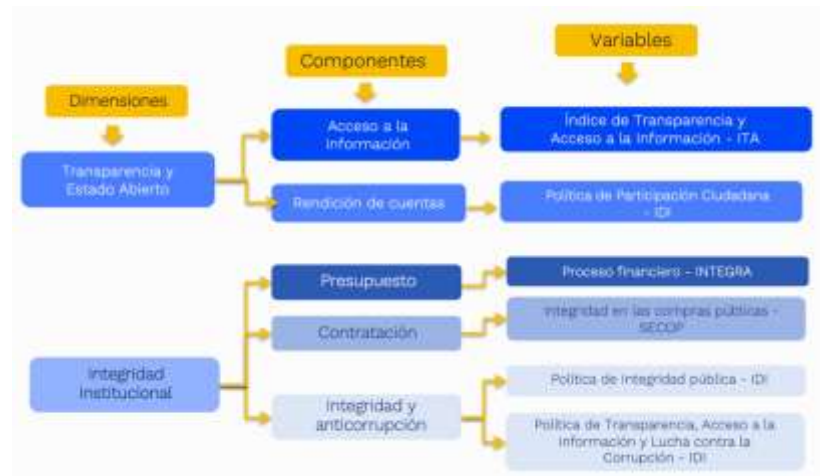 Variables
Componentes
Dimensiones
Acceso a la
Información
Índice de Transparencia y
Acceso a la Información - ITA
Transparencia y
Estado Abierto
Rendición de cuentas
Política de Participación Ciudadana
- IDI
Presupuesto
Proceso financiero - INTEGRA
Contratación
Integridad en las compras públicas -
SECOP
Integridad
Institucional
Integridad y
anticorrupción
Política de Integridad pública - IDI
Política de Transparencia, Acceso a la
Información y Lucha contra la
Corrupción - IDI